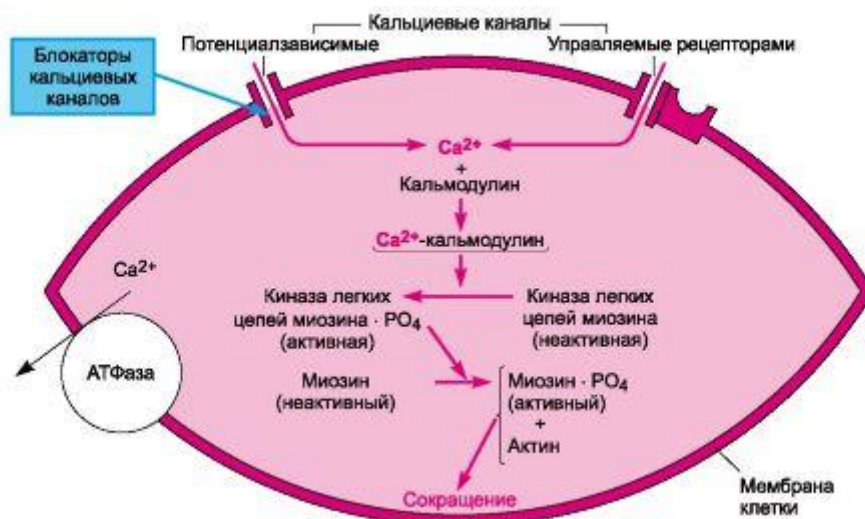 Кальциевые каналы
Потенциалзависимые
Управляемые рецепторами
Блокаторы
кальциевых
каналов
Ca²⁺
+
Кальмодулин
Ca²⁺-кальмодулин
Ca²⁺
АТФаза
Киназа легких
цепей миозина · PO₄
(активная)
Киназа легких
цепей миозина
(неактивная)
Миозин
(неактивный)
Миозин · PO₄
(активный)
+
Актин
Сокращение
Мембрана
клетки